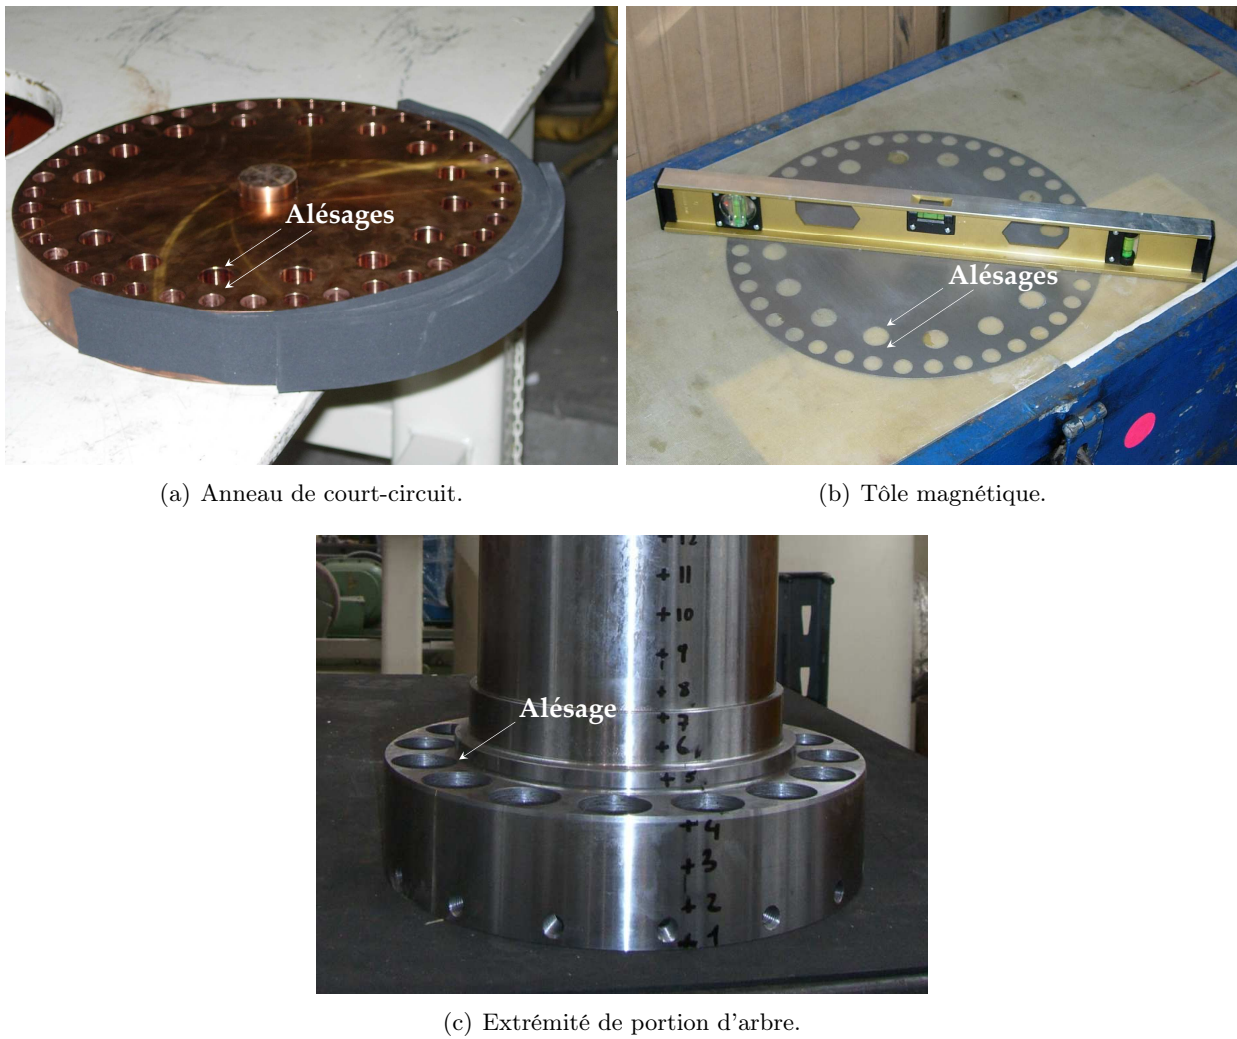 Alésages
Alésages
(a) Anneau de court-circuit.
(b) Tôle magnétique.
+ 12
+ 11
+ 10
+ 9
+ 8
Alésage
+ 7
+ 6
+ 5
+ 4
+ 3
+ 2
+ 1
(c) Extrémité de portion d'arbre.